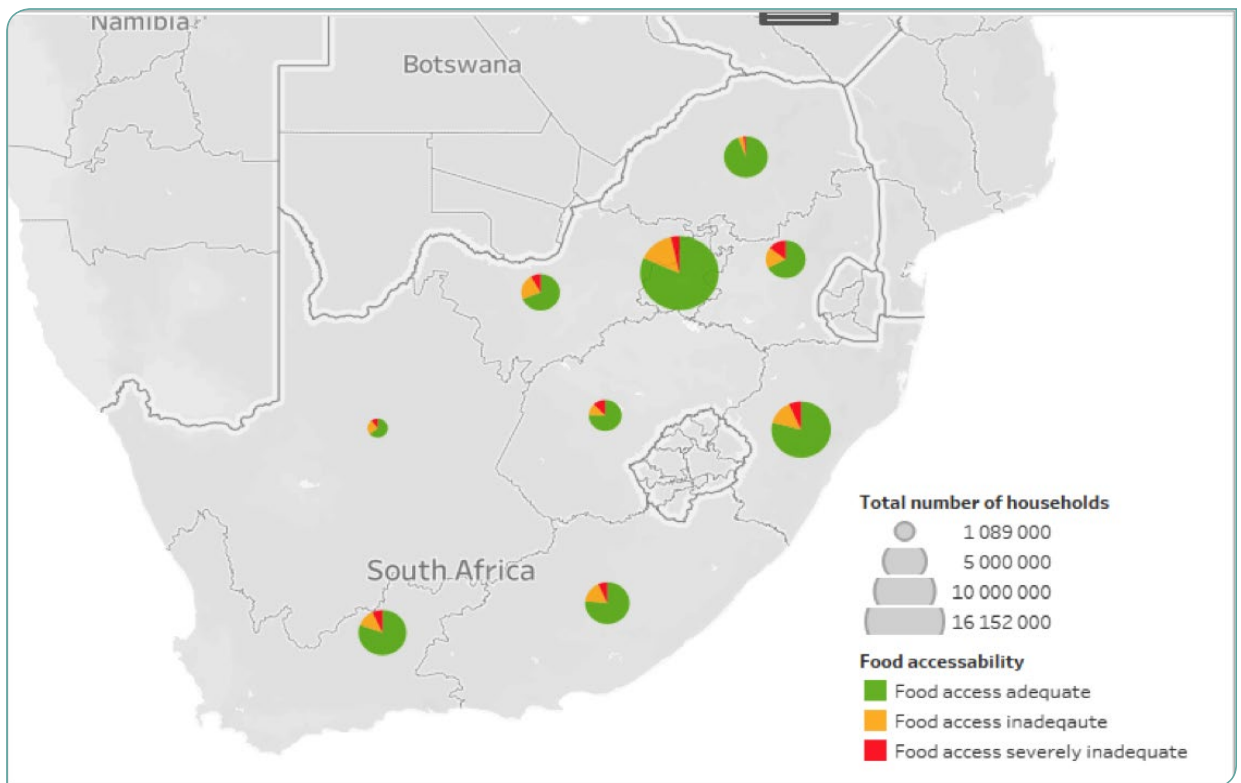 Namibia
Botswana
South Africa
Total number of households
1 089 000
5 000 000
10 000 000
16 152 000
Food accessability
Food access adequate
Food access inadeqaute
Food access severely inadequate